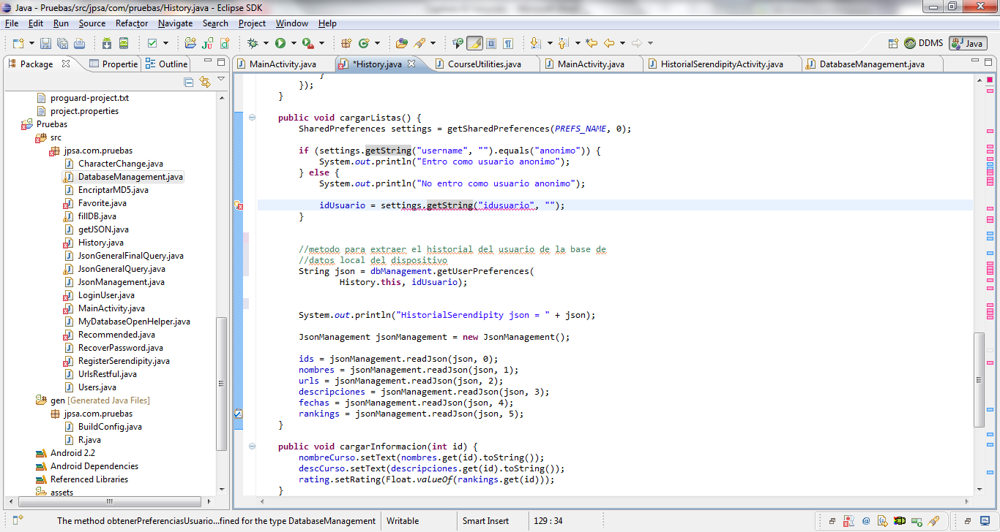 Java - Pruebas/src/jpsa/com/pruebas/History.java - Eclipse SDK
File Edit Run Source Refactor Navigate Search Project Window Help
DDMS Java
Package Propertie Outline
MainActivity.java *History.java CourseUtilities.java MainActivity.java HistorialSerendipityActivity.java DatabaseManagement.java
proguard-project.txt
project.properties
Pruebas
src
jpsa.com.pruebas
CharacterChange.java
DatabaseManagement.java
EncriptarMD5.java
Favorite.java
fillDB.java
getJSON.java
History.java
JsonGeneralFinalQuery.java
JsonGeneralQuery.java
JsonManagement.java
LoginUser.java
MainActivity.java
MyDatabaseOpenHelper.java
Recommended.java
RecoverPassword.java
RegisterSerendipity.java
UrlsRestful.java
Users.java
gen [Generated Java Files]
jpsa.com.pruebas
BuildConfig.java
R.java
Android 2.2
Android Dependencies
Referenced Libraries
assets
}
});
}
public void cargarListas() {
SharedPreferences settings = getSharedPreferences(PREFS_NAME, 0);
if (settings.getString("username", "").equals("anonimo")) {
System.out.println("Entro como usuario anonimo");
} else {
System.out.println("No entro como usuario anonimo");
idUsuario = settings.getString("idusuario", "");
}
//metodo para extraer el historial del usuario de la base de
//datos local del dispositivo
String json = dbManagement.getUserPreferences(
History.this, idUsuario);
System.out.println("HistorialSerendipity json = " + json);
JsonManagement jsonManagement = new JsonManagement();
ids = jsonManagement.readJson(json, 0);
nombres = jsonManagement.readJson(json, 1);
urls = jsonManagement.readJson(json, 2);
descripciones = jsonManagement.readJson(json, 3);
fechas = jsonManagement.readJson(json, 4);
rankings = jsonManagement.readJson(json, 5);
}
public void cargarInformacion(int id) {
nombreCurso.setText(nombres.get(id).toString());
descCurso.setText(descripciones.get(id).toString());
rating.setRating(Float.valueOf(rankings.get(id)));
}
The method obtenerPreferenciasUsuario...fined for the type DatabaseManagement Writable Smart Insert 129 : 34